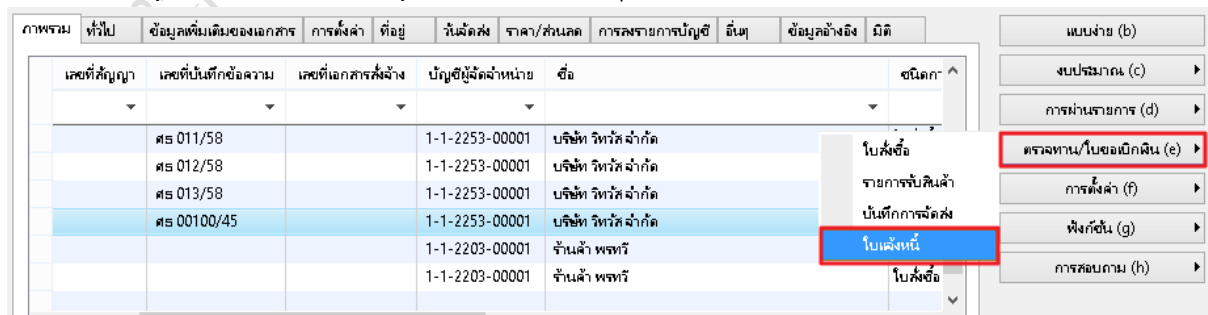 ภาพรวม ทั่วไป ข้อมูลเพิ่มเติมของเอกสาร การตั้งค่า ที่อยู่ วันจัดส่ง ราคา/ส่วนลด การลงรายการบัญชี อื่นๆ ข้อมูลอ้างอิง มิติ
แบบง่าย (b)
เลขที่สัญญา เลขที่บันทึกข้อความ เลขที่เอกสารสั่งจ้าง บัญชีผู้จัดจำหน่าย ชื่อ ชนิดกา
งบประมาณ (c)
การผ่านรายการ (d)
ศธ 011/58 1-1-2253-00001 บริษัท วิทวัส จำกัด
ใบสั่งซื้อ
ตรวจทาน/ใบขอเบิกผิน (e)
ศธ 012/58 1-1-2253-00001 บริษัท วิทวัส จำกัด
รายการรับสินค้า
การตั้งค่า (f)
ศธ 013/58 1-1-2253-00001 บริษัท วิทวัส จำกัด
บันทึกการจัดส่ง
ศธ 00100/45 1-1-2253-00001 บริษัท วิทวัส จำกัด
ฟังก์ชัน (g)
1-1-2203-00001 ร้านค้า พรทวี
ใบแจ้งหนี้
การสอบถาม (h)
1-1-2203-00001 ร้านค้า พรทวี ใบสั่งซื้อ